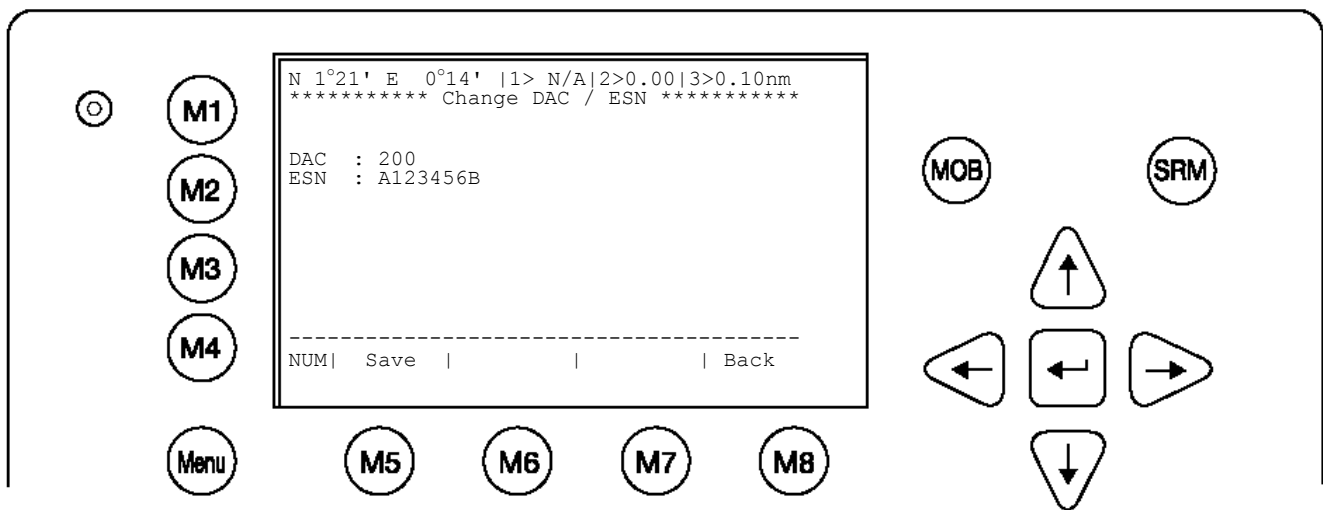 N 1°21' E 0°14' |1> N/A|2>0.00|3>0.10nm
*********** Change DAC / ESN ***********
DAC : 200
ESN : A123456B
----------------------------------------
NUM| Save | | | Back
M1
M2
M3
M4
Menu
M5
M6
M7
M8
MOB
SRM